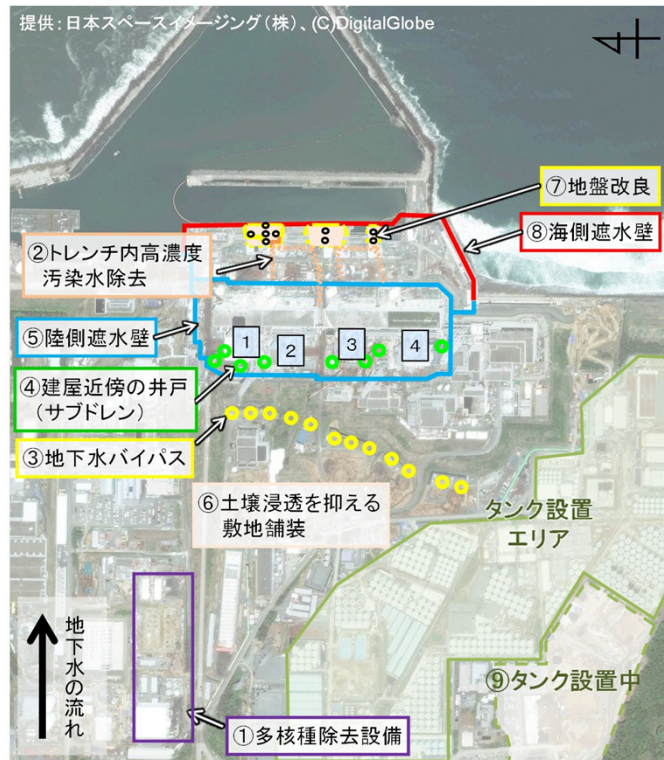 提供：日本スペースイメージング（株）、(C)DigitalGlobe
⑦地盤改良
⑧海側遮水壁
②トレンチ内高濃度
汚染水除去
⑤陸側遮水壁
1
2
3
4
④建屋近傍の井戸
（サブドレン）
③地下水バイパス
⑥土壌浸透を抑える
敷地舗装
タンク設置
エリア
地下水の流れ
⑨タンク設置中
①多核種除去設備